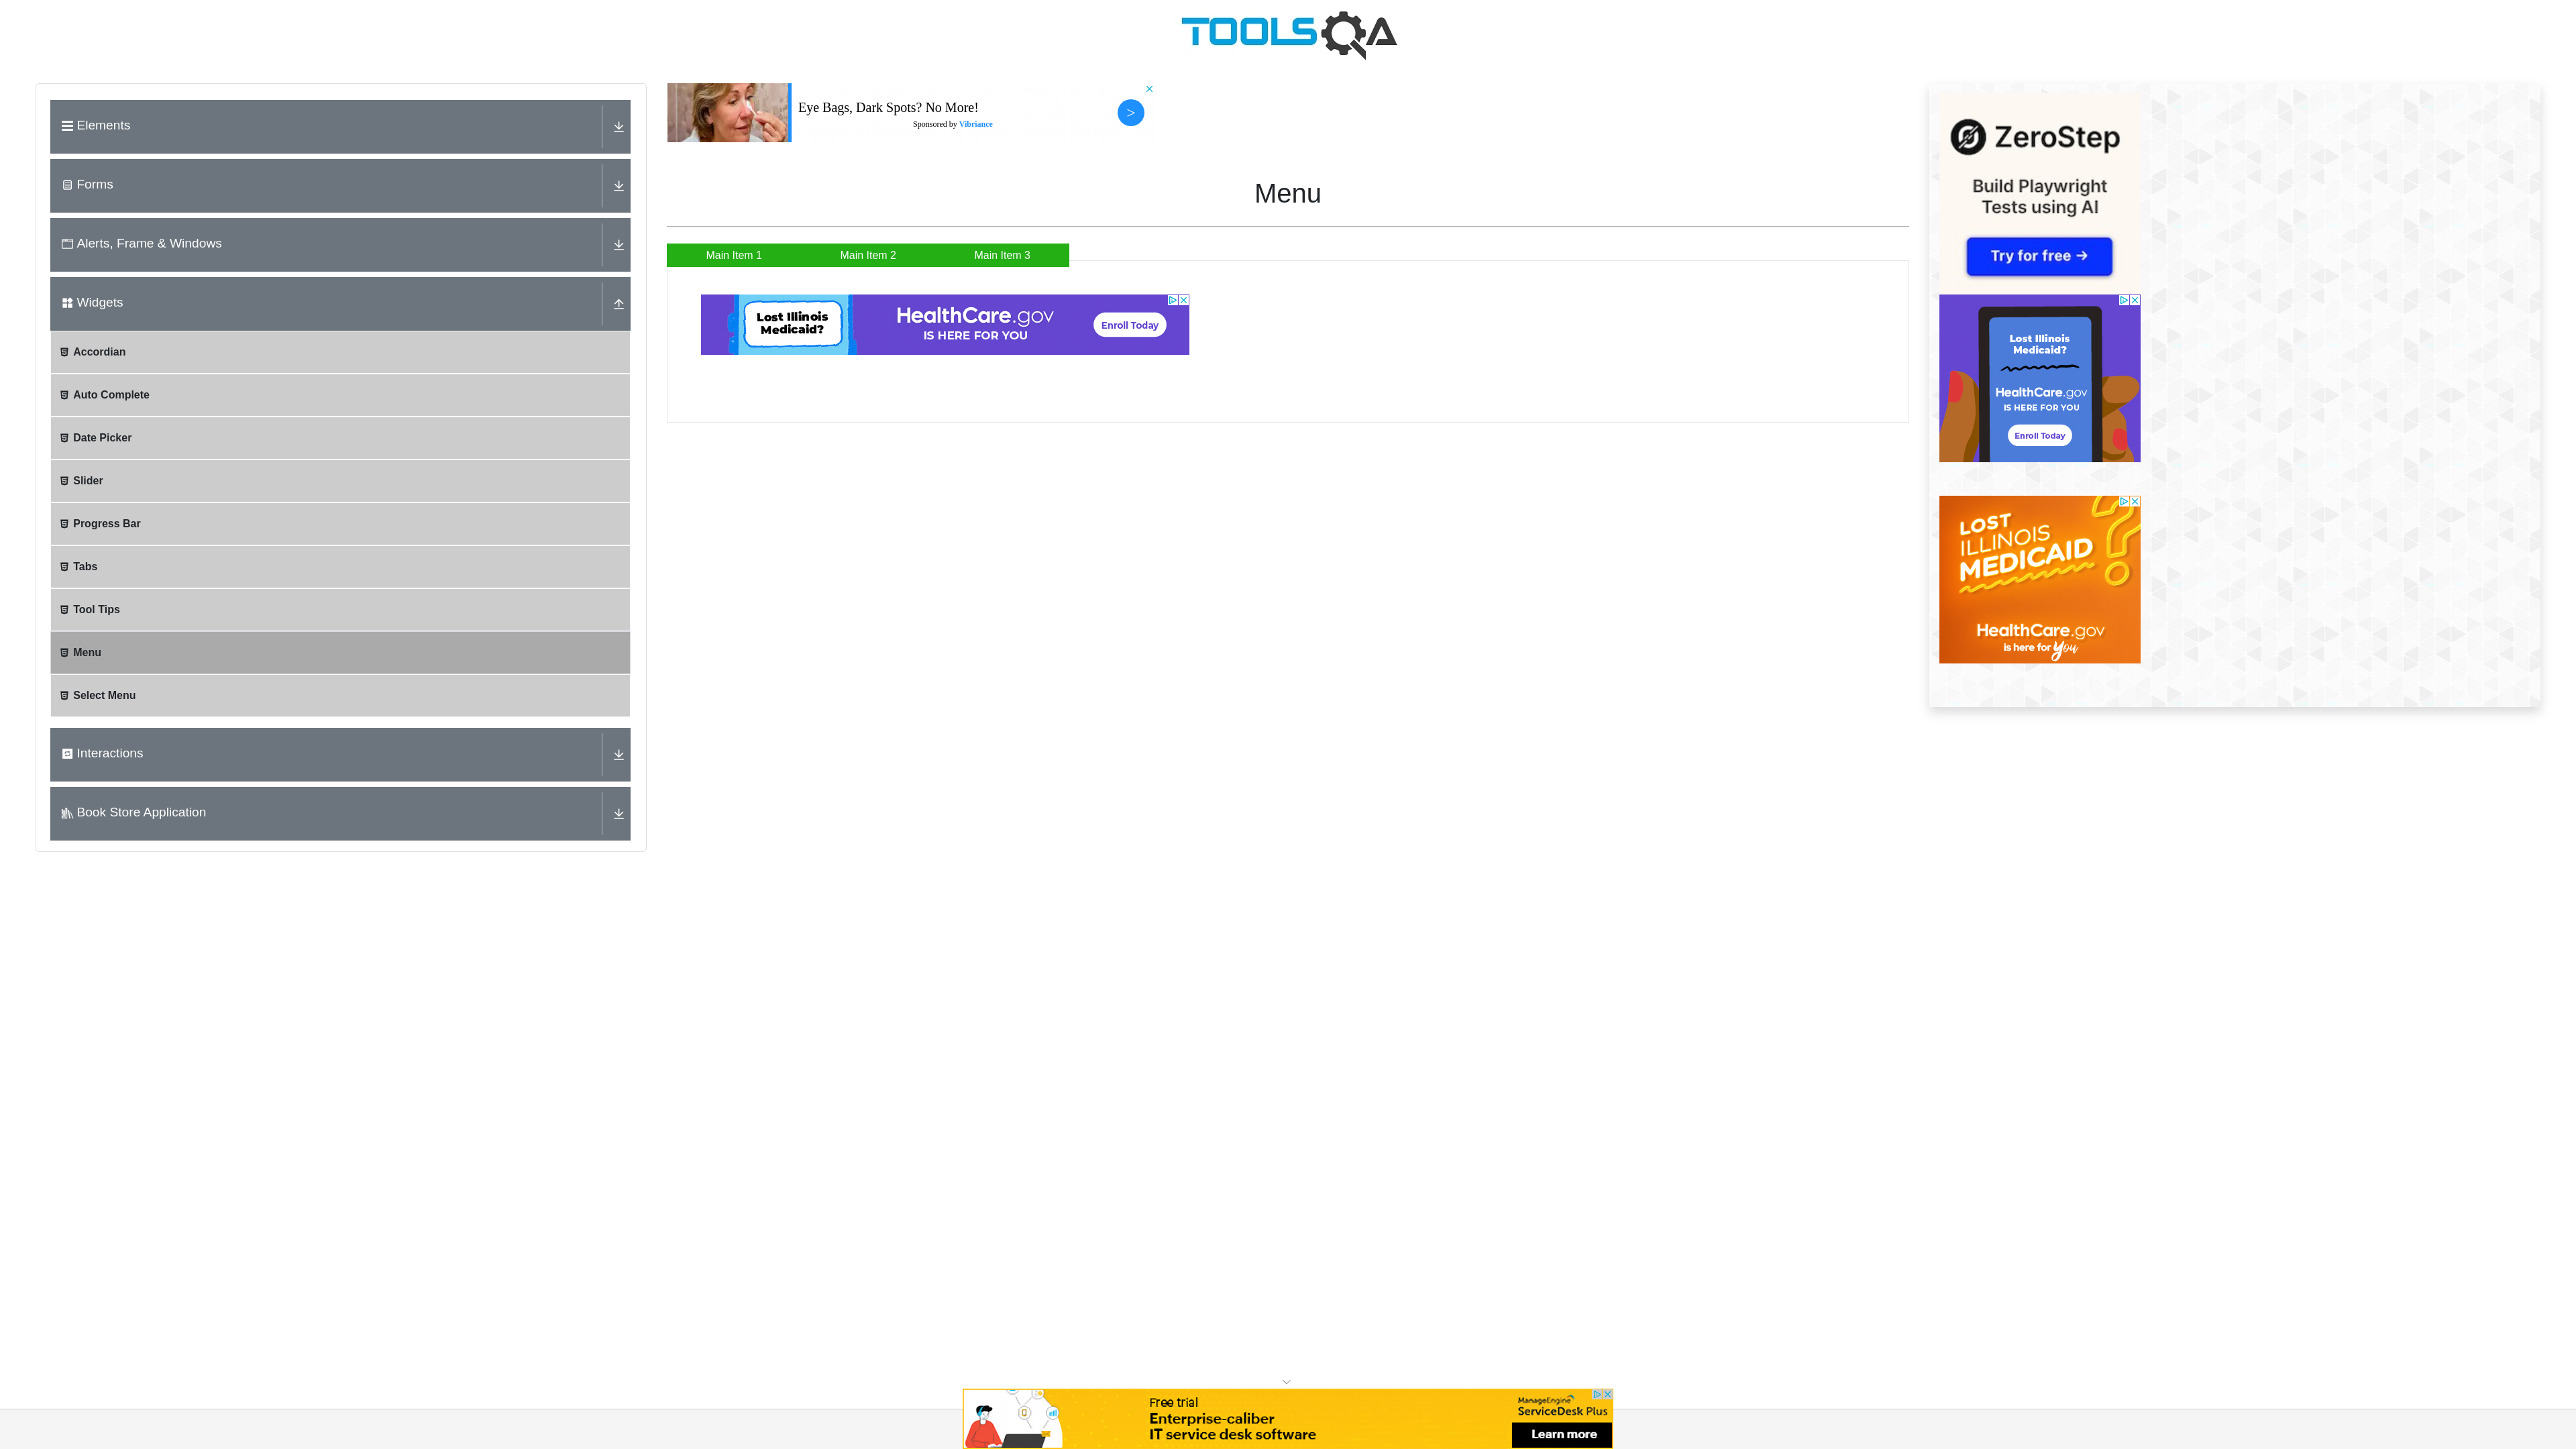 TOOLSQA
Elements
Forms
Alerts, Frame & Windows
Widgets
Accordian
Auto Complete
Date Picker
Slider
Progress Bar
Tabs
Tool Tips
Menu
Select Menu
Interactions
Book Store Application
Eye Bags, Dark Spots? No More!
Sponsored by Vibriance
>
Menu
Main Item 1 Main Item 2 Main Item 3
Lost Illinois
Medicaid?
HealthCare.gov
IS HERE FOR YOU
Enroll Today
ZeroStep
Build Playwright
Tests using AI
Try for free →
Lost Illinois
Medicaid?
HealthCare.gov
IS HERE FOR YOU
Enroll Today
LOST
ILLINOIS
MEDICAID
?
HealthCare.gov
is here for you
Free trial
Enterprise-caliber
IT service desk software
ManageEngine
ServiceDesk Plus
Learn more